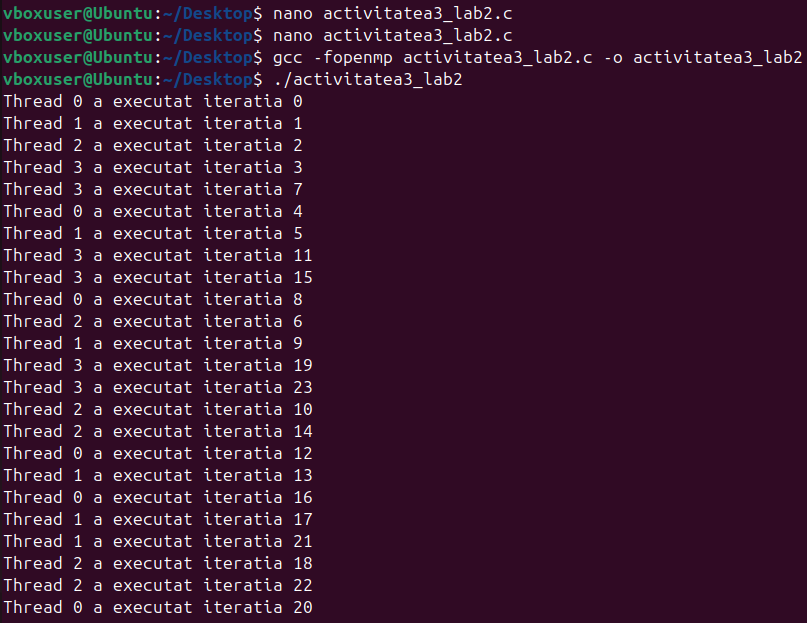 vboxuser@Ubuntu:~/Desktop$ nano activitatea3_lab2.c
vboxuser@Ubuntu:~/Desktop$ nano activitatea3_lab2.c
vboxuser@Ubuntu:~/Desktop$ gcc -fopenmp activitatea3_lab2.c -o activitatea3_lab2
vboxuser@Ubuntu:~/Desktop$ ./activitatea3_lab2
Thread 0 a executat iteratia 0
Thread 1 a executat iteratia 1
Thread 2 a executat iteratia 2
Thread 3 a executat iteratia 3
Thread 3 a executat iteratia 7
Thread 0 a executat iteratia 4
Thread 1 a executat iteratia 5
Thread 3 a executat iteratia 11
Thread 3 a executat iteratia 15
Thread 0 a executat iteratia 8
Thread 2 a executat iteratia 6
Thread 1 a executat iteratia 9
Thread 3 a executat iteratia 19
Thread 3 a executat iteratia 23
Thread 2 a executat iteratia 10
Thread 2 a executat iteratia 14
Thread 0 a executat iteratia 12
Thread 1 a executat iteratia 13
Thread 0 a executat iteratia 16
Thread 1 a executat iteratia 17
Thread 1 a executat iteratia 21
Thread 2 a executat iteratia 18
Thread 2 a executat iteratia 22
Thread 0 a executat iteratia 20